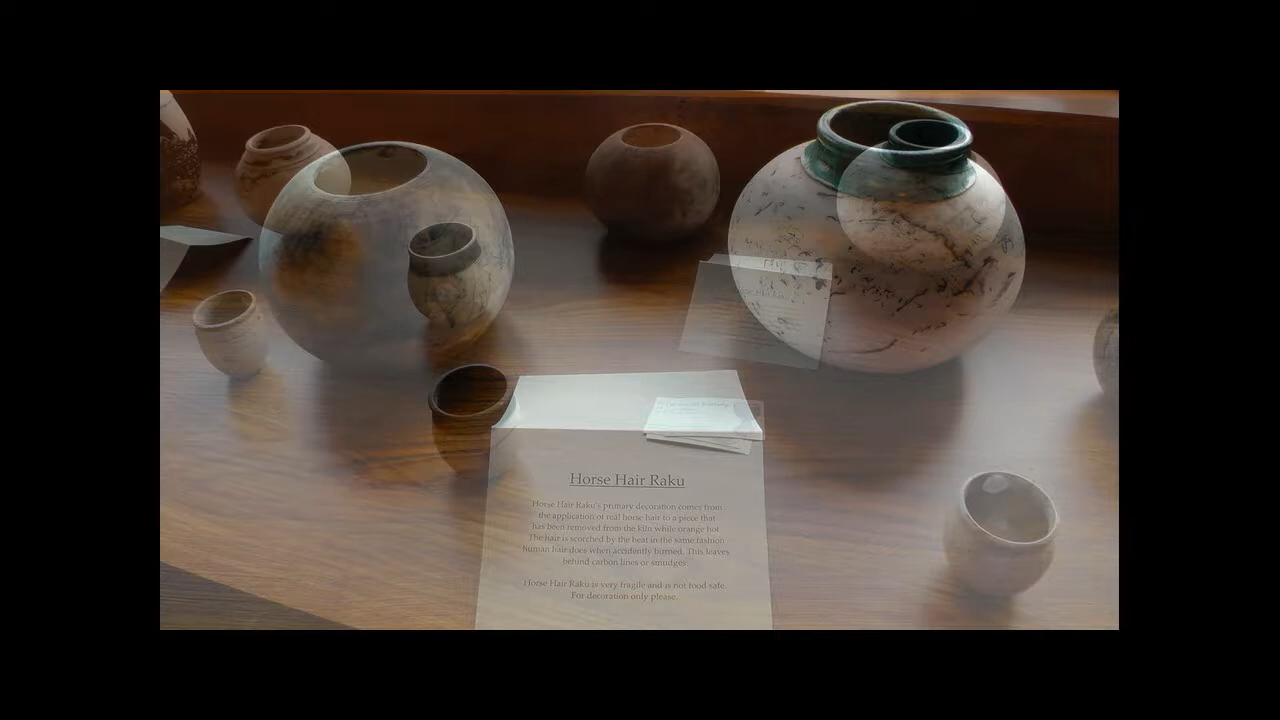 Horse Hair Raku
Horse Hair Raku's primary decoration comes from
the application of real horse hair to a piece that
has been removed from the kiln while orange hot
The hair is scorched by the heat in the same fashion
human hair does when accidently burned. This leaves
behind carbon lines or smudges.
Horse Hair Raku is very fragile and is not food safe.
For decoration only please.